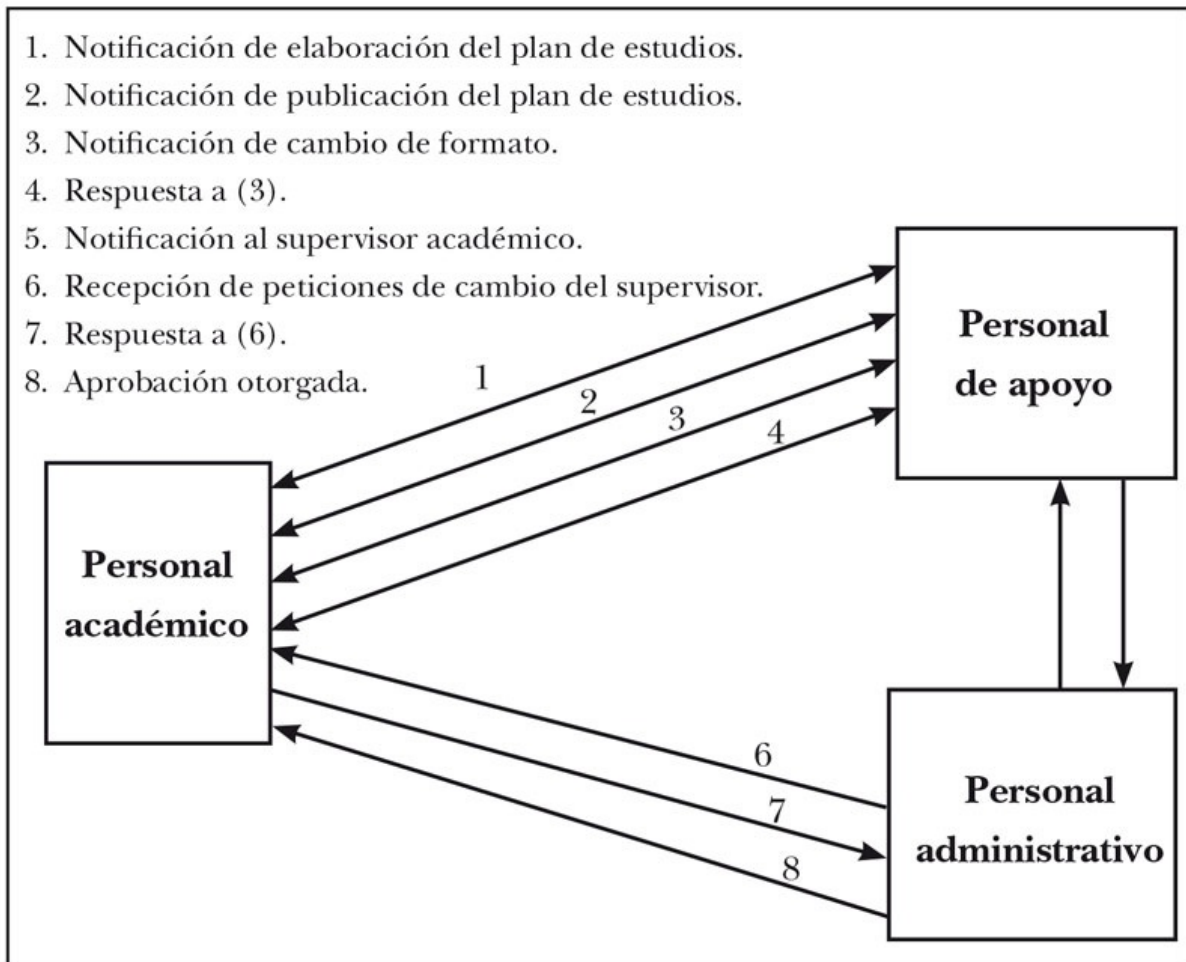 1. Notificación de elaboración del plan de estudios.
2. Notificación de publicación del plan de estudios.
3. Notificación de cambio de formato.
4. Respuesta a (3).
5. Notificación al supervisor académico.
6. Recepción de peticiones de cambio del supervisor.
7. Respuesta a (6).
8. Aprobación otorgada.
1
2
3
4
Personal
de apoyo
Personal
académico
6
7
8
Personal
administrativo